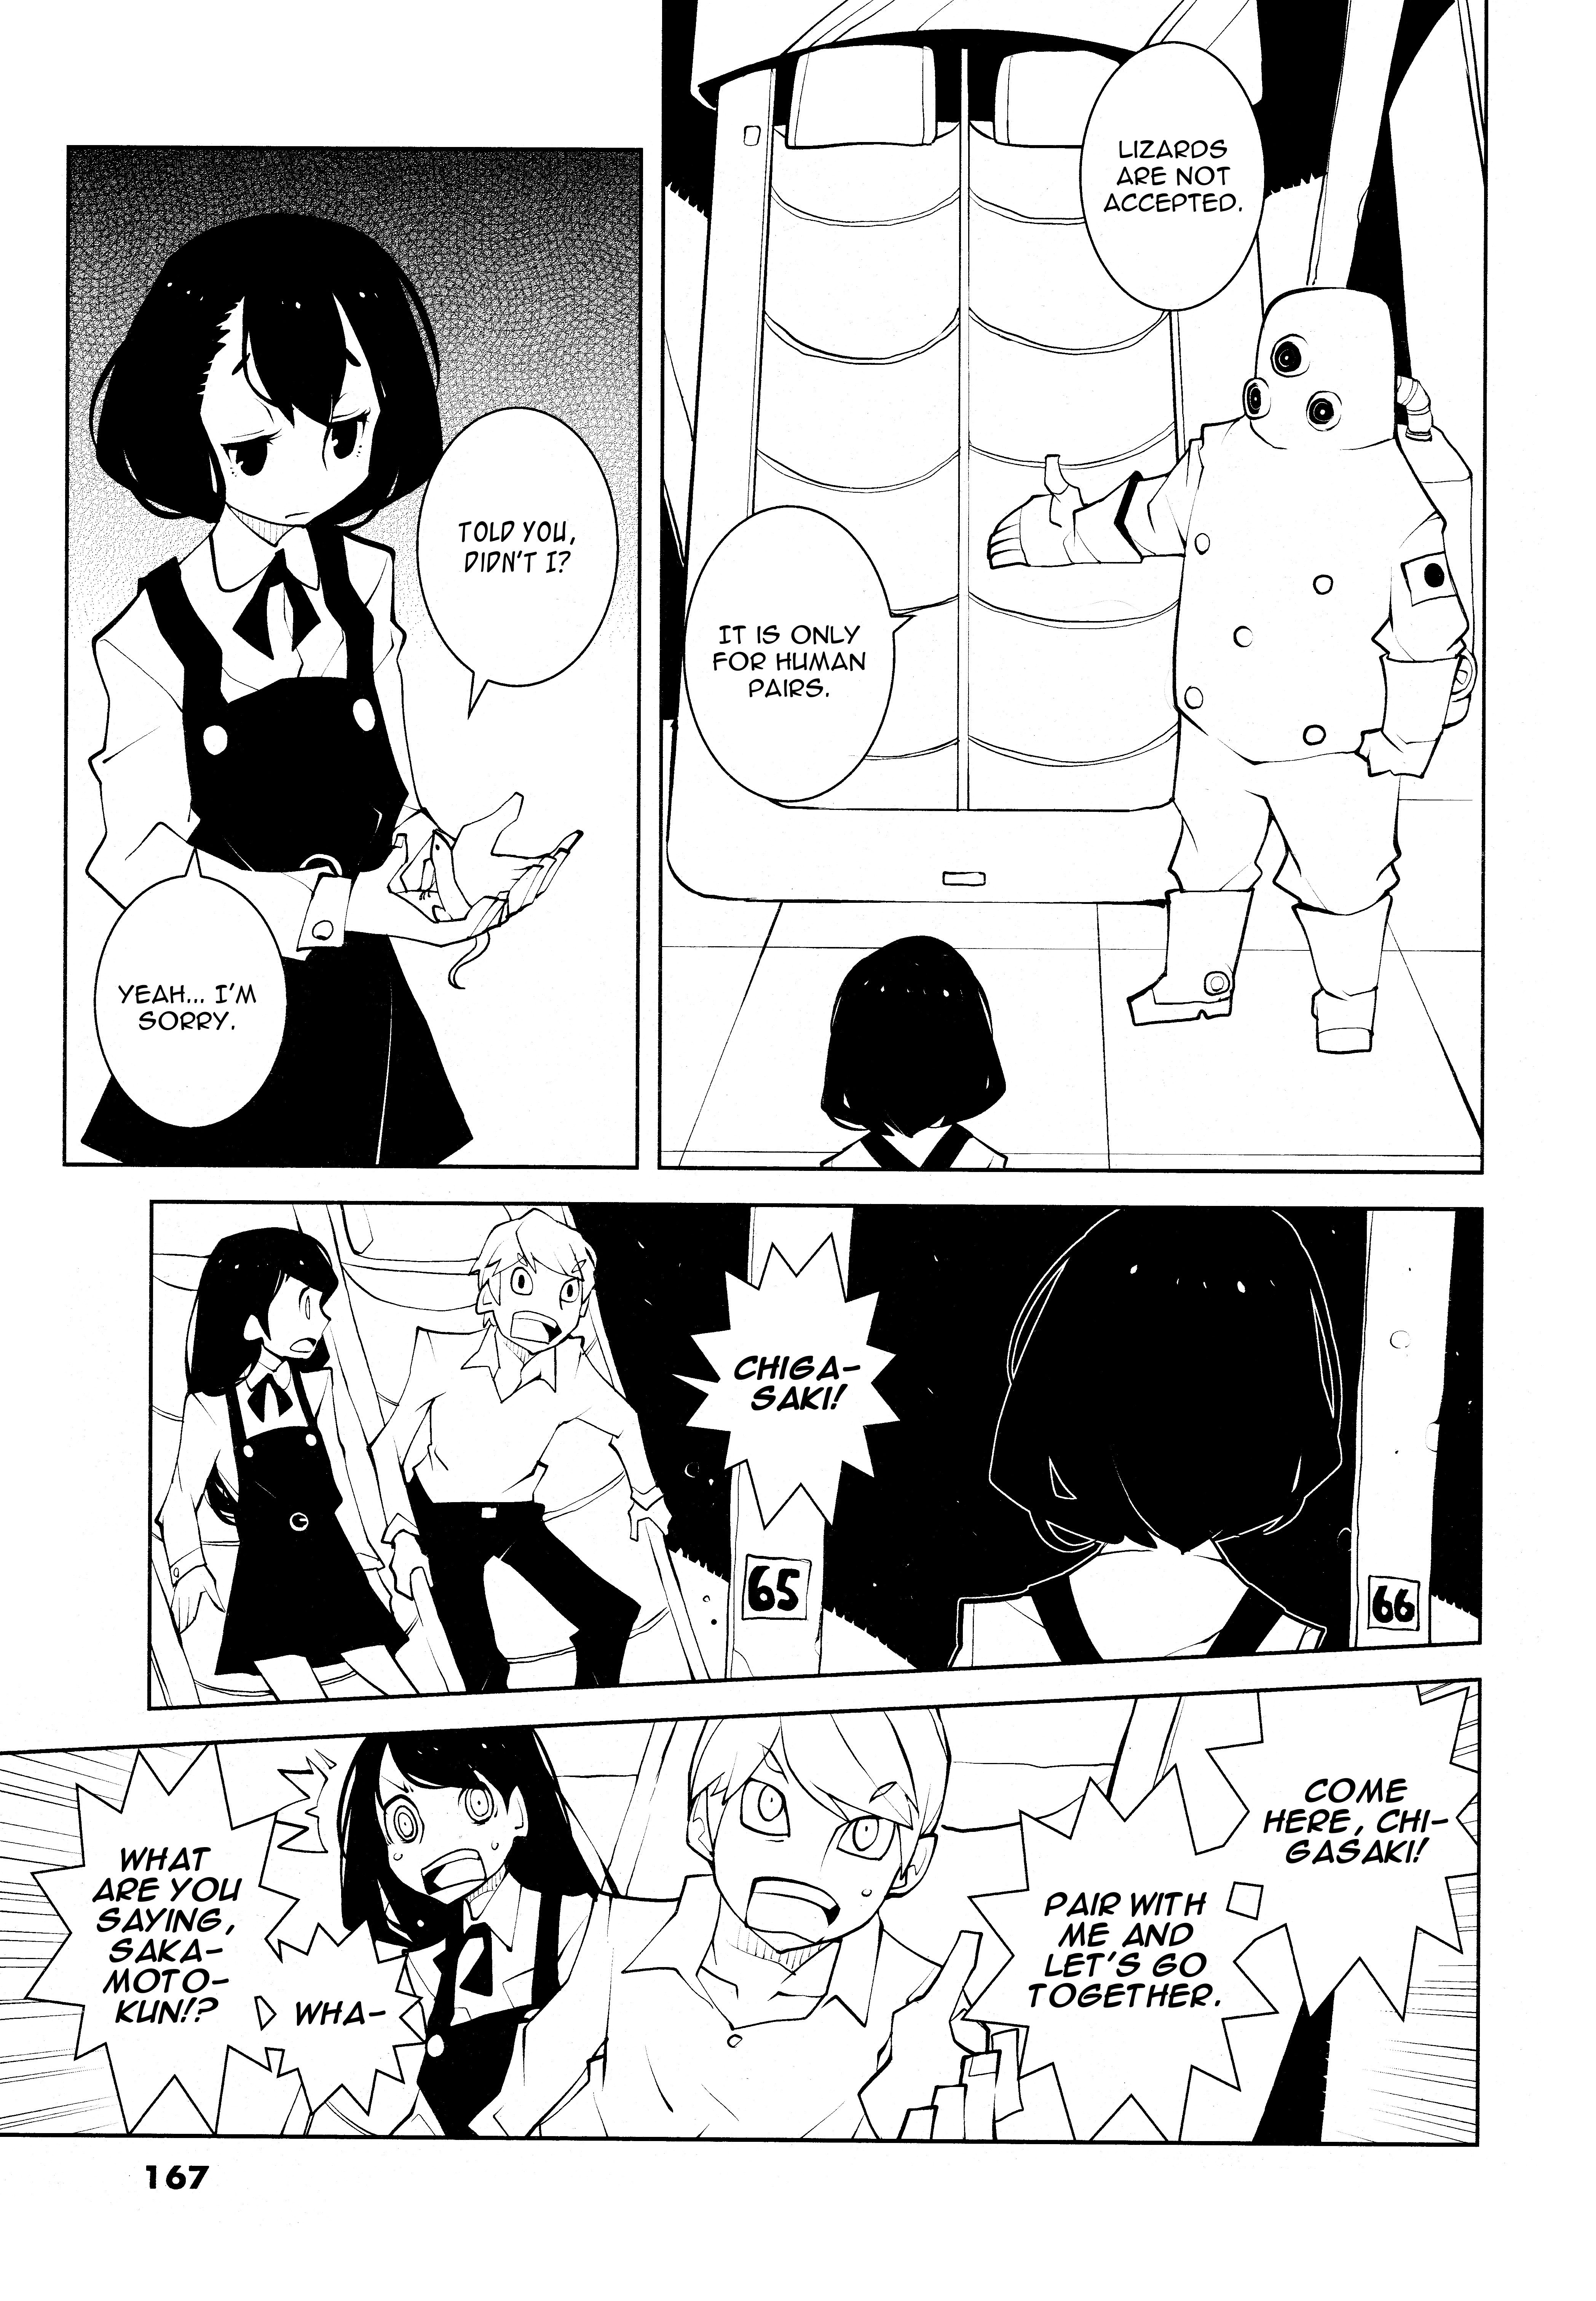 LIZARDS
ARE NOT
ACCEPTED.
IT IS ONLY
FOR HUMAN
PAIRS.
TOLD YOU,
DIDN'T I?
YEAH... I'M
SORRY.
CHIGA-
SAKI!
65
66
COME
HERE, CHI-
GASAKI!
PAIR WITH
ME AND
LET'S GO
TOGETHER.
WHA-
WHAT
ARE YOU
SAYING,
SAKA-
MOTO-
KUN!?
167